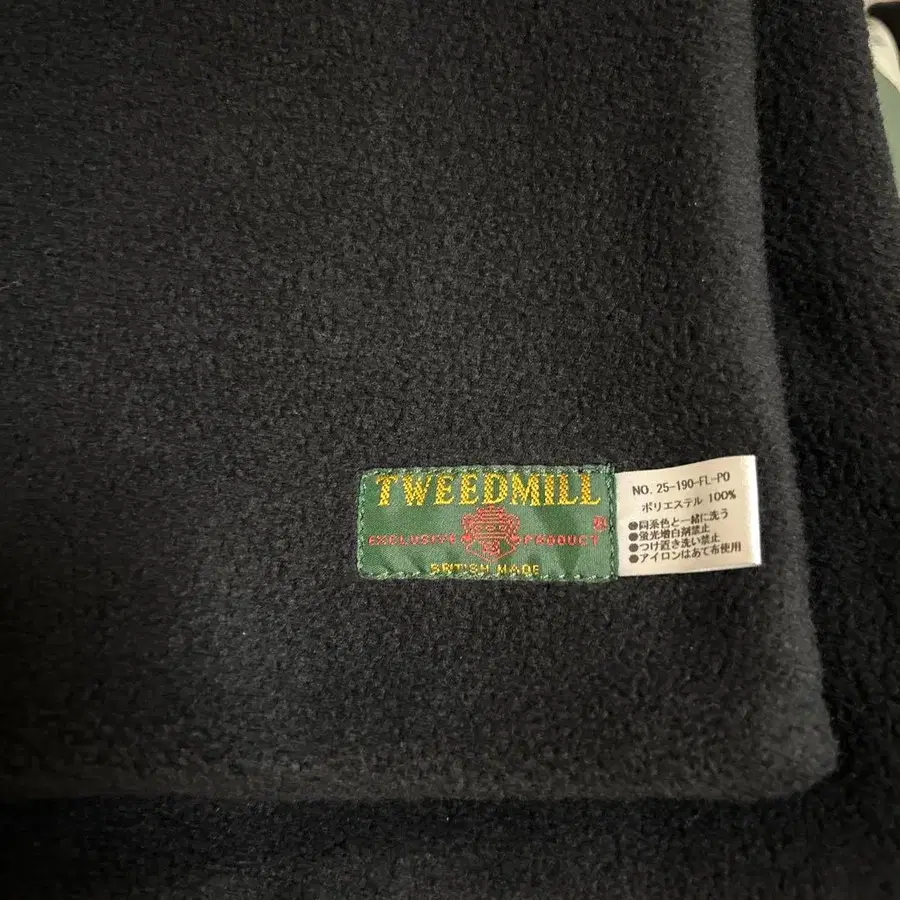 TWEEDMILL
®
EXCLUSIVE PRODUCT
BRITISH MADE
NO. 25-190-FL-PO
ポリエステル 100%
●同系色と一緒に洗う
●蛍光増白剤禁止
●つけ置き洗い禁止
●アイロンはあて布使用